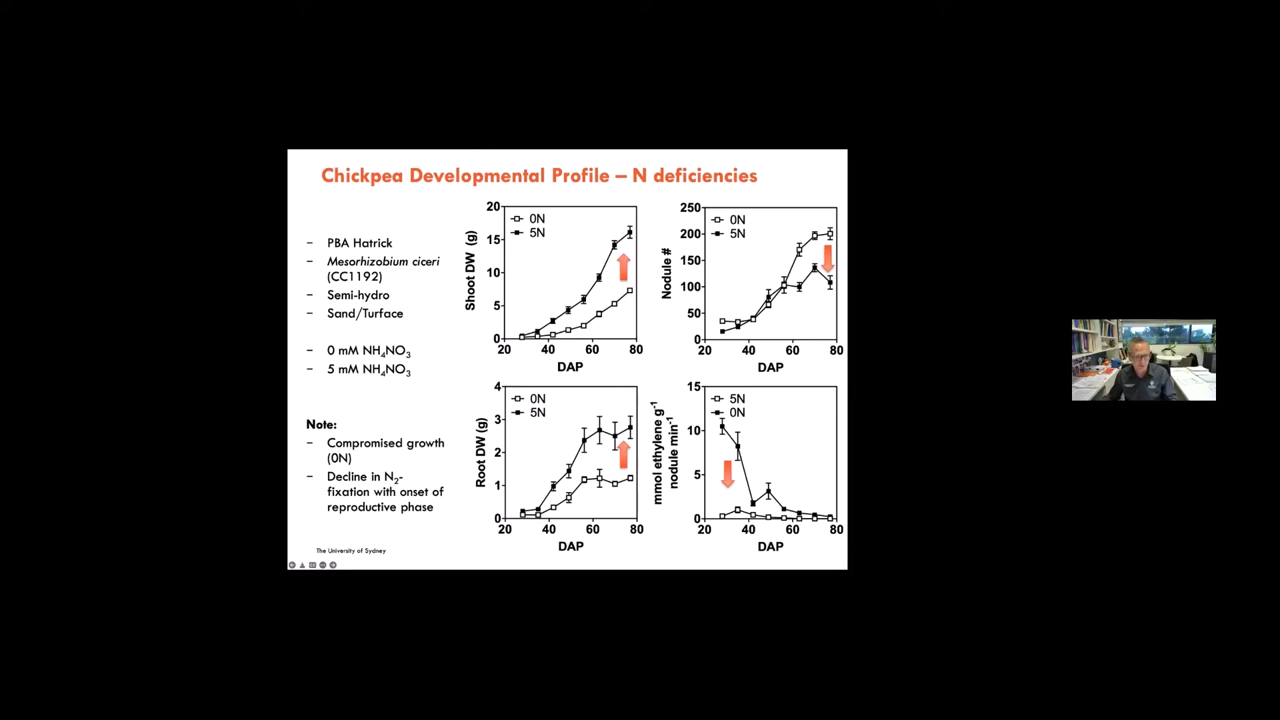 Chickpea Developmental Profile – N deficiencies
– PBA Hatrick
– Mesorhizobium ciceri
(CC1192)
– Semi-hydro
– Sand/Turface
– 0 mM NH₄NO₃
– 5 mM NH₄NO₃
Note:
– Compromised growth
(0N)
– Decline in N₂-
fixation with onset of
reproductive phase
The University of Sydney
Shoot DW (g)
20
15
10
5
0
0N
5N
20 40 60 80
DAP
Nodule #
250
200
150
100
50
0
0N
5N
20 40 60 80
DAP
Root DW (g)
4
3
2
1
0
0N
5N
20 40 60 80
DAP
mmol ethylene g⁻¹
nodule min⁻¹
15
10
5
0
5N
0N
20 40 60 80
DAP